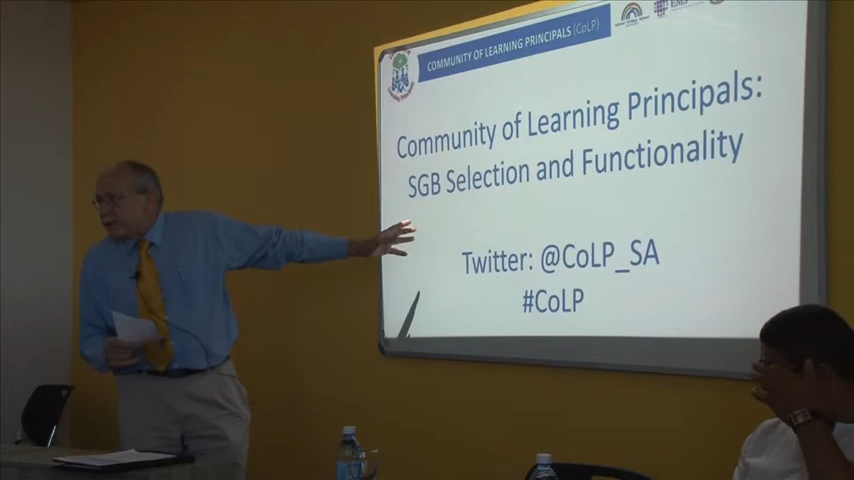 COMMUNITY OF LEARNING PRINCIPALS (CoLP)
Community of Learning Principals:
SGB Selection and Functionality
Twitter: @CoLP_SA
#CoLP